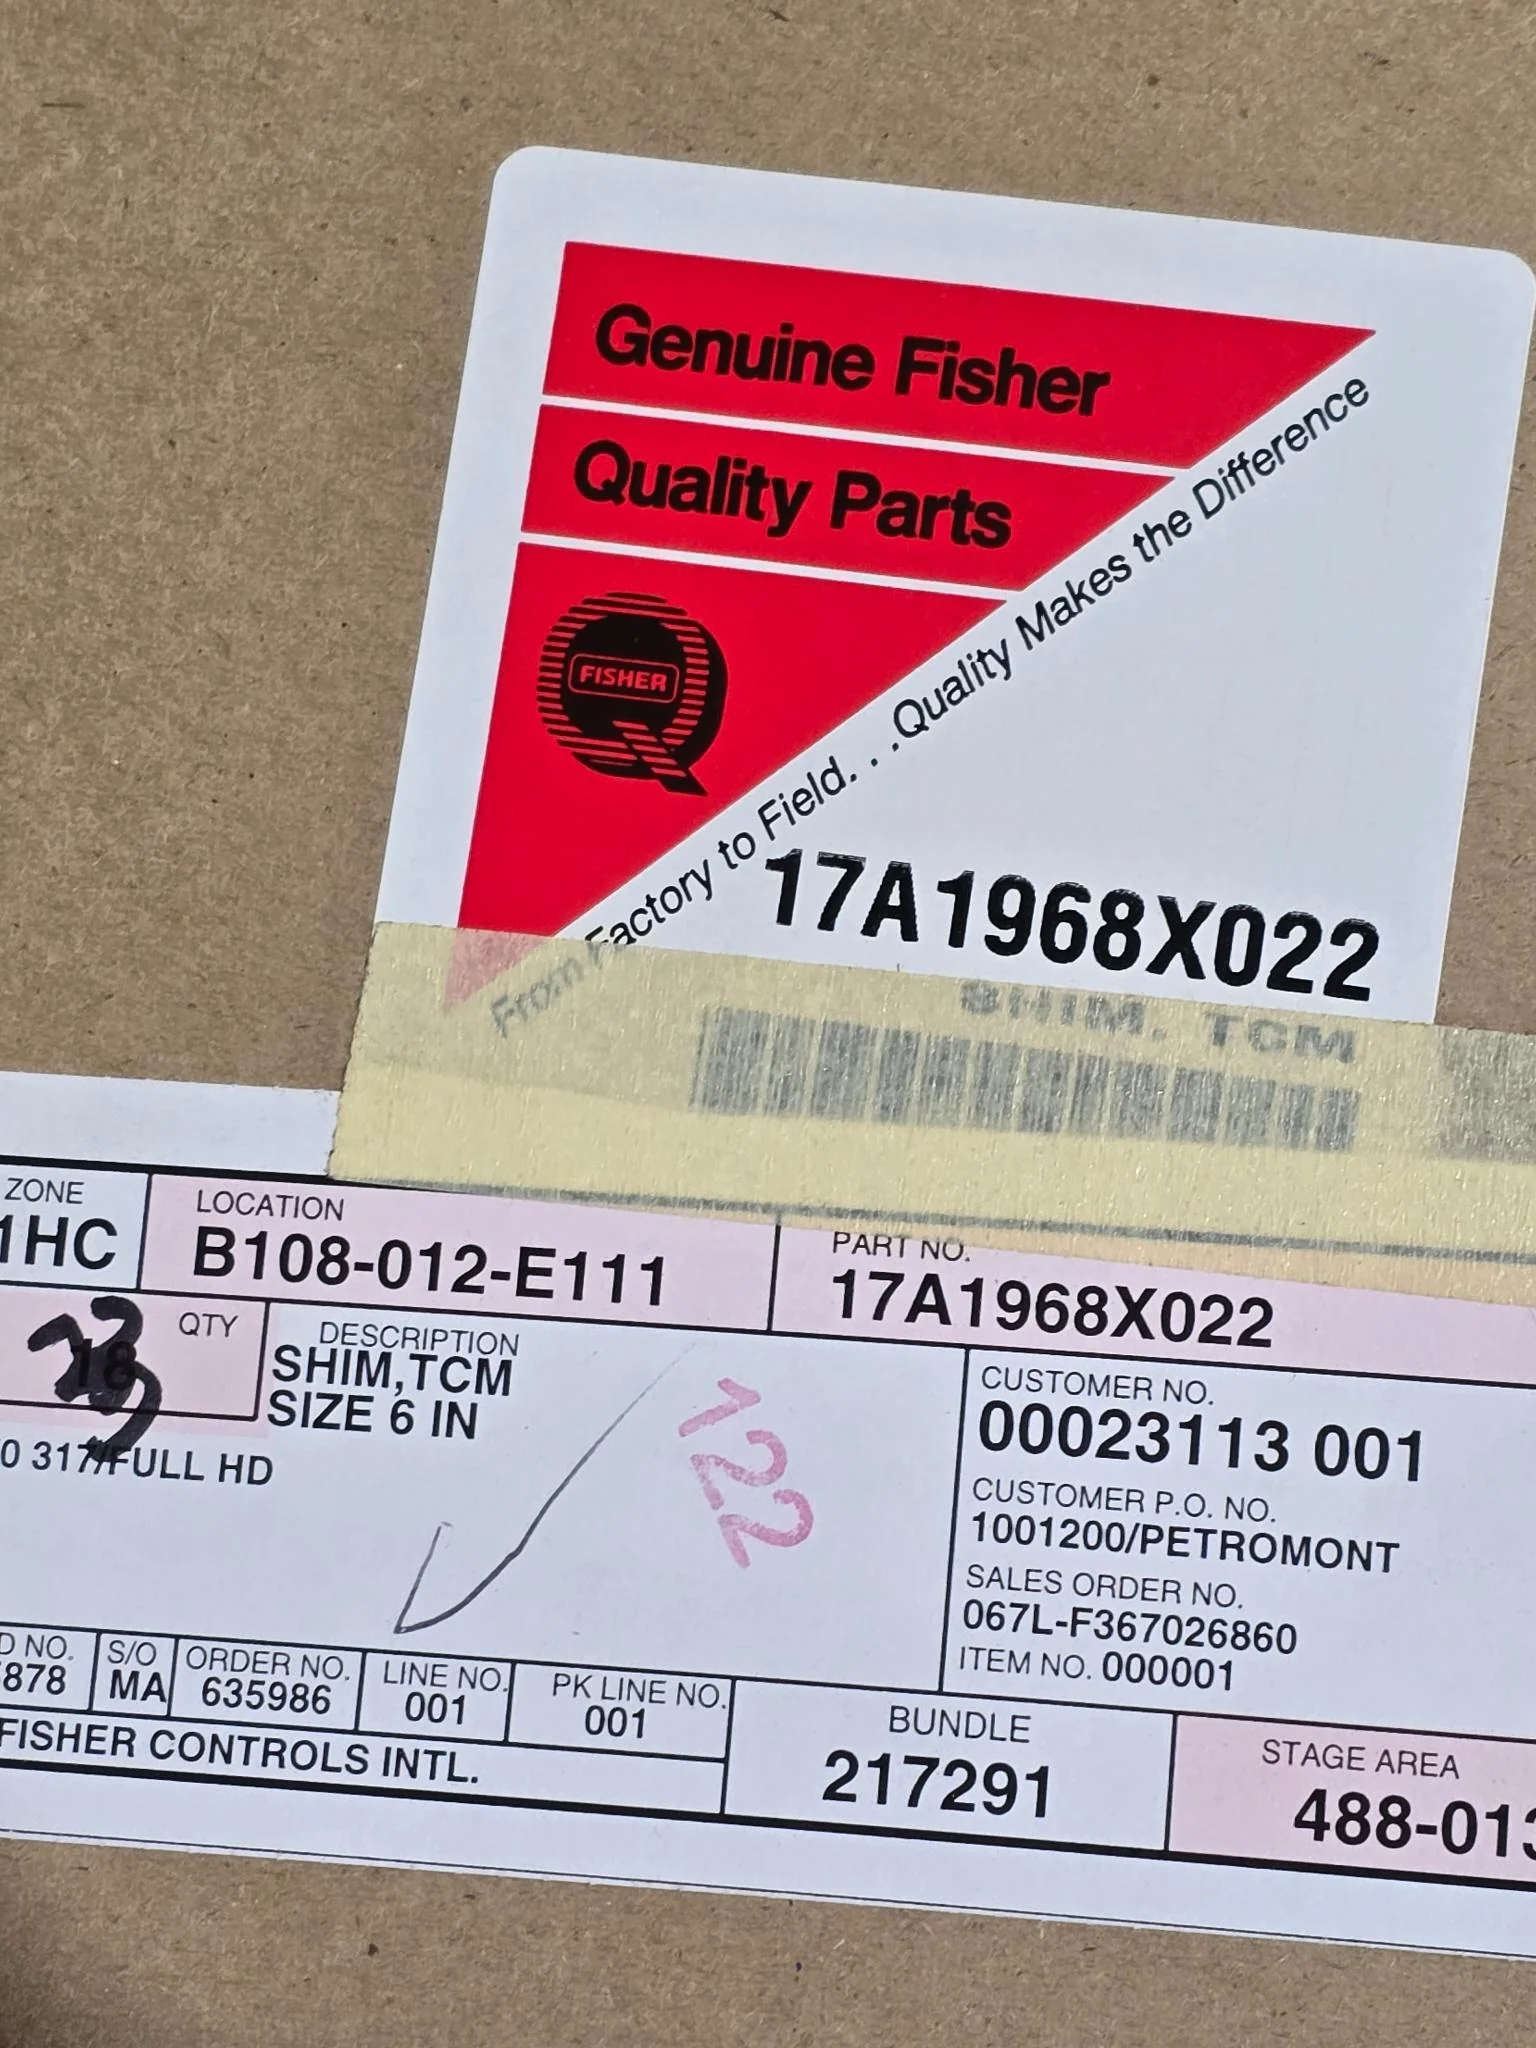 Genuine Fisher
Quality Parts
FISHER
From Factory to Field. . .Quality Makes the Difference
17A1968X022
SHIM, TCM
ZONE
1HC
LOCATION
B108-012-E111
PART NO.
17A1968X022
QTY
18
DESCRIPTION
SHIM,TCM
SIZE 6 IN
0 317/FULL HD
122
CUSTOMER NO.
00023113 001
CUSTOMER P.O. NO.
1001200/PETROMONT
SALES ORDER NO.
067L-F367026860
ITEM NO. 000001
D NO.
878
S/O
MA
ORDER NO.
635986
LINE NO.
001
PK LINE NO.
001
FISHER CONTROLS INTL.
BUNDLE
217291
STAGE AREA
488-013